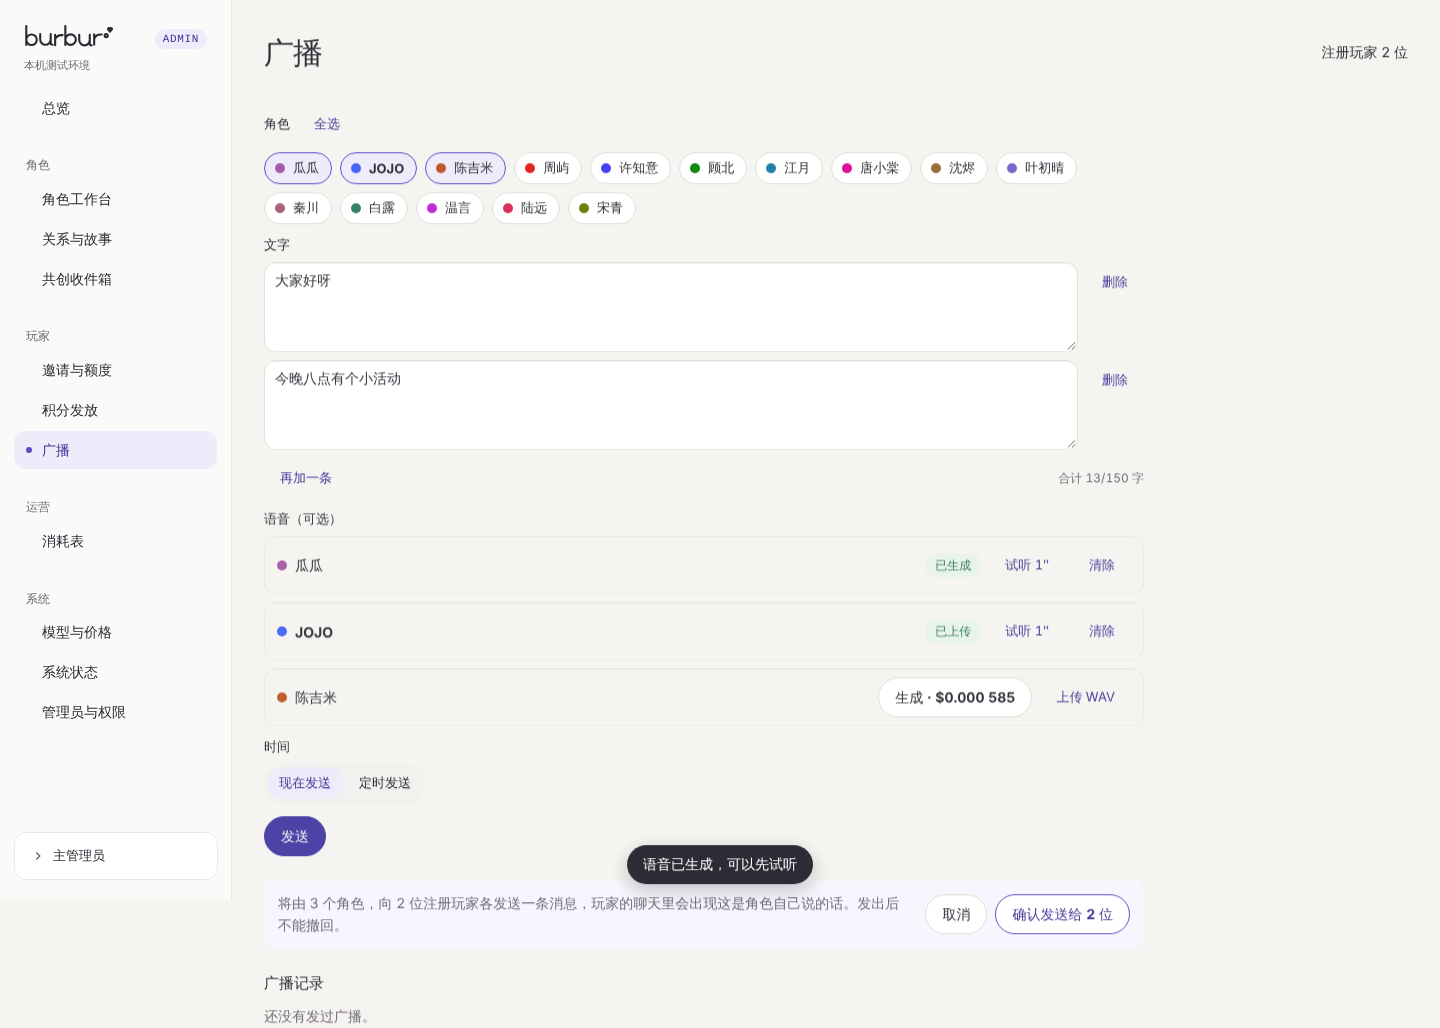 burbur
ADMIN
本机测试环境
总览
角色
角色工作台
关系与故事
共创收件箱
玩家
邀请与额度
积分发放
广播
运营
消耗表
系统
模型与价格
系统状态
管理员与权限
主管理员
广播
注册玩家 2 位
角色 全选
瓜瓜 JOJO 陈吉米 周屿 许知意 顾北 江月 唐小棠 沈烬 叶初晴
秦川 白露 温言 陆远 宋青
文字
大家好呀
删除
今晚八点有个小活动
删除
再加一条
合计 13/150 字
语音（可选）
瓜瓜 已生成 试听 1″ 清除
JOJO 已上传 试听 1″ 清除
陈吉米 生成 · $0.000 585 上传 WAV
时间
现在发送 定时发送
发送
语音已生成，可以先试听
将由 3 个角色，向 2 位注册玩家各发送一条消息，玩家的聊天里会出现这是角色自己说的话。发出后
不能撤回。
取消 确认发送给 2 位
广播记录
还没有发过广播。